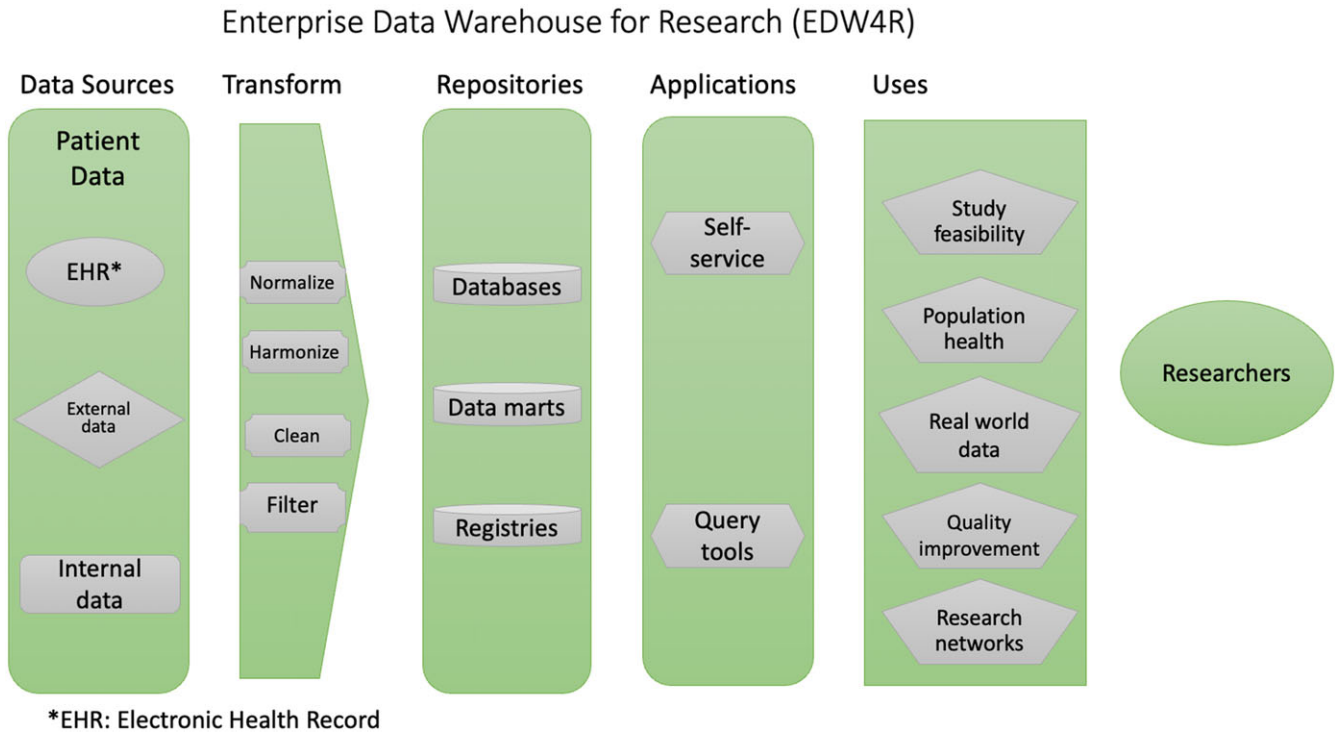 Enterprise Data Warehouse for Research (EDW4R)
Data Sources
Transform
Repositories
Applications
Uses
Patient
Data
EHR*
External
data
Internal
data
Normalize
Harmonize
Clean
Filter
Databases
Data marts
Registries
Self-
service
Query
tools
Study
feasibility
Population
health
Real world
data
Quality
improvement
Research
networks
Researchers
*EHR: Electronic Health Record